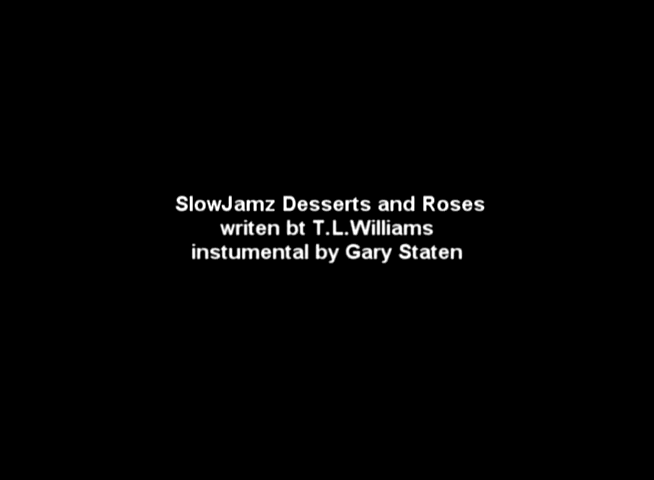 SlowJamz Desserts and Roses
writen bt T.L.Williams
instumental by Gary Staten